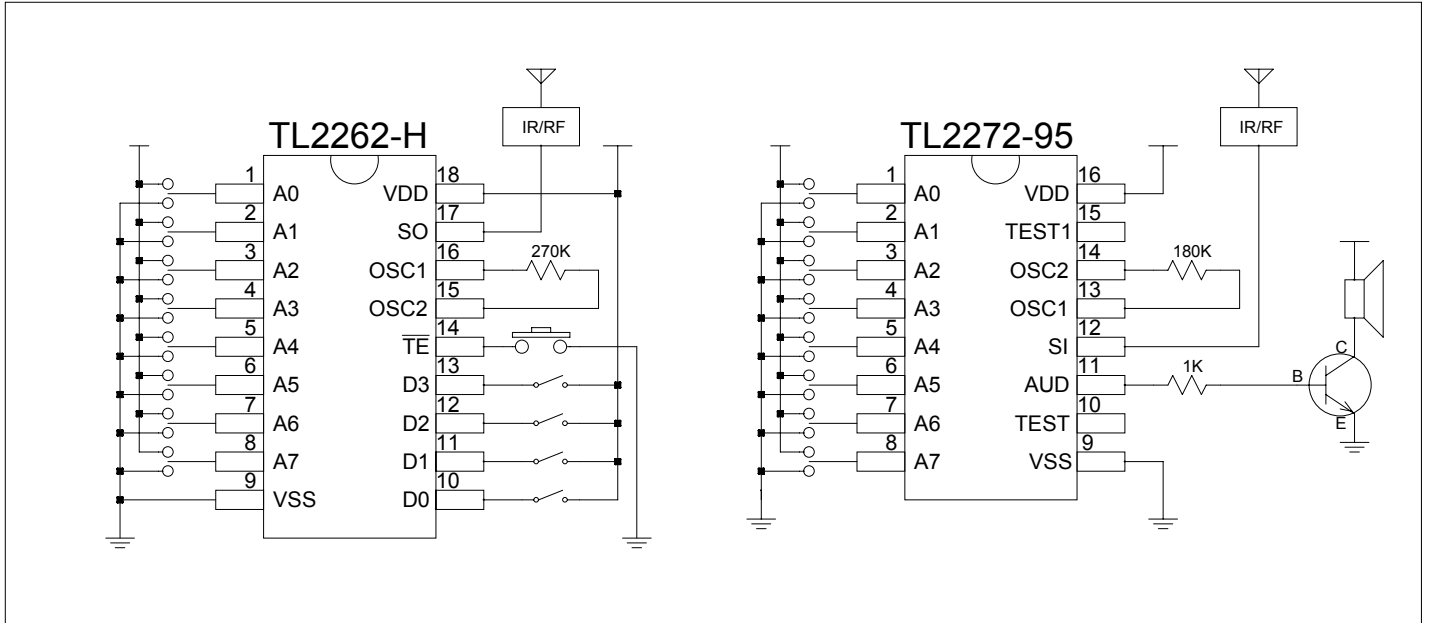 TL2262-H
IR/RF
1 A0
2 A1
3 A2
4 A3
5 A4
6 A5
7 A6
8 A7
9 VSS
18 VDD
17 SO
16 OSC1
15 OSC2
14 TE
13 D3
12 D2
11 D1
10 D0
270K
TL2272-95
IR/RF
1 A0
2 A1
3 A2
4 A3
5 A4
6 A5
7 A6
8 A7
16 VDD
15 TEST1
14 OSC2
13 OSC1
12 SI
11 AUD
10 TEST
9 VSS
180K
1K
B
C
E